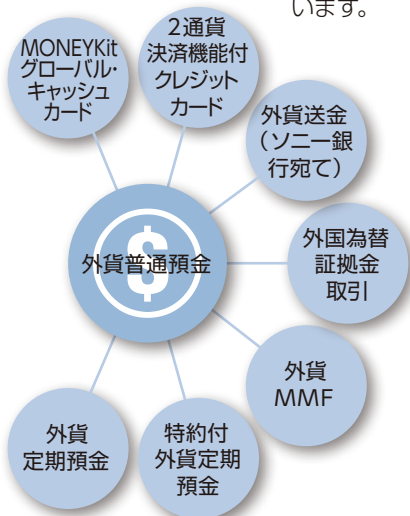 います。
MONEYKit
グローバル・
キャッシュ
カード
2通貨
決済機能付
クレジット
カード
外貨送金
（ソニー銀
行宛て）
外国為替
証拠金
取引
外貨
MMF
特約付
外貨定期
預金
外貨
定期預金
$
外貨普通預金